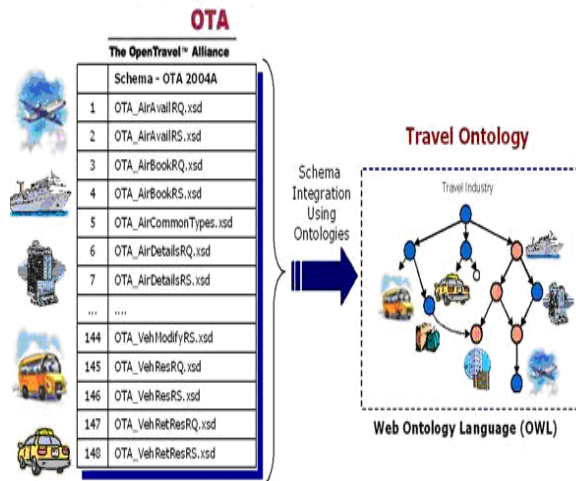 OTA
The OpenTravel™ Alliance
Schema - OTA 2004A
1 OTA_AirAvailRQ.xsd
2 OTA_AirAvailRS.xsd
3 OTA_AirBookRQ.xsd
4 OTA_AirBookRS.xsd
5 OTA_AirCommonTypes.xsd
6 OTA_AirDetailsRQ.xsd
7 OTA_AirDetailsRS.xsd
... ....
144 OTA_VehModifyRS.xsd
145 OTA_VehResRQ.xsd
146 OTA_VehResRS.xsd
147 OTA_VehRetResRQ.xsd
148 OTA_VehRetResRS.xsd
Schema
Integration
Using
Ontologies
Travel Ontology
Travel Industry
Web Ontology Language (OWL)